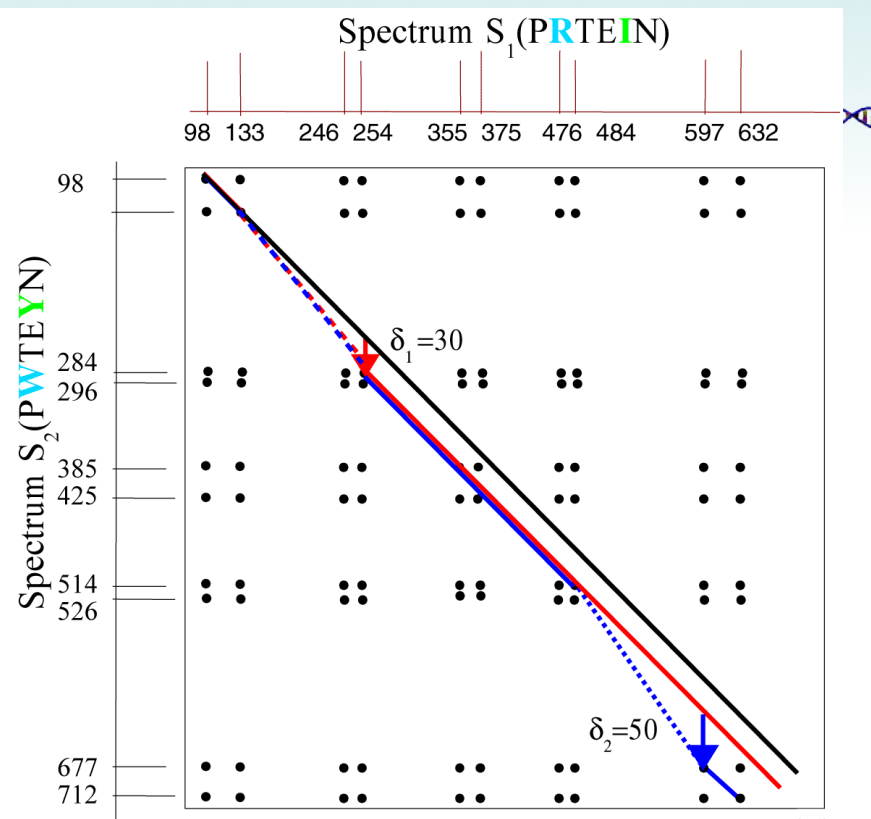 Spectrum S1(PRTEIN)
98 133 246 254 355 375 476 484 597 632
Spectrum S2(PWTEYN)
98
284
296
385
425
514
526
677
712
δ1=30
δ2=50